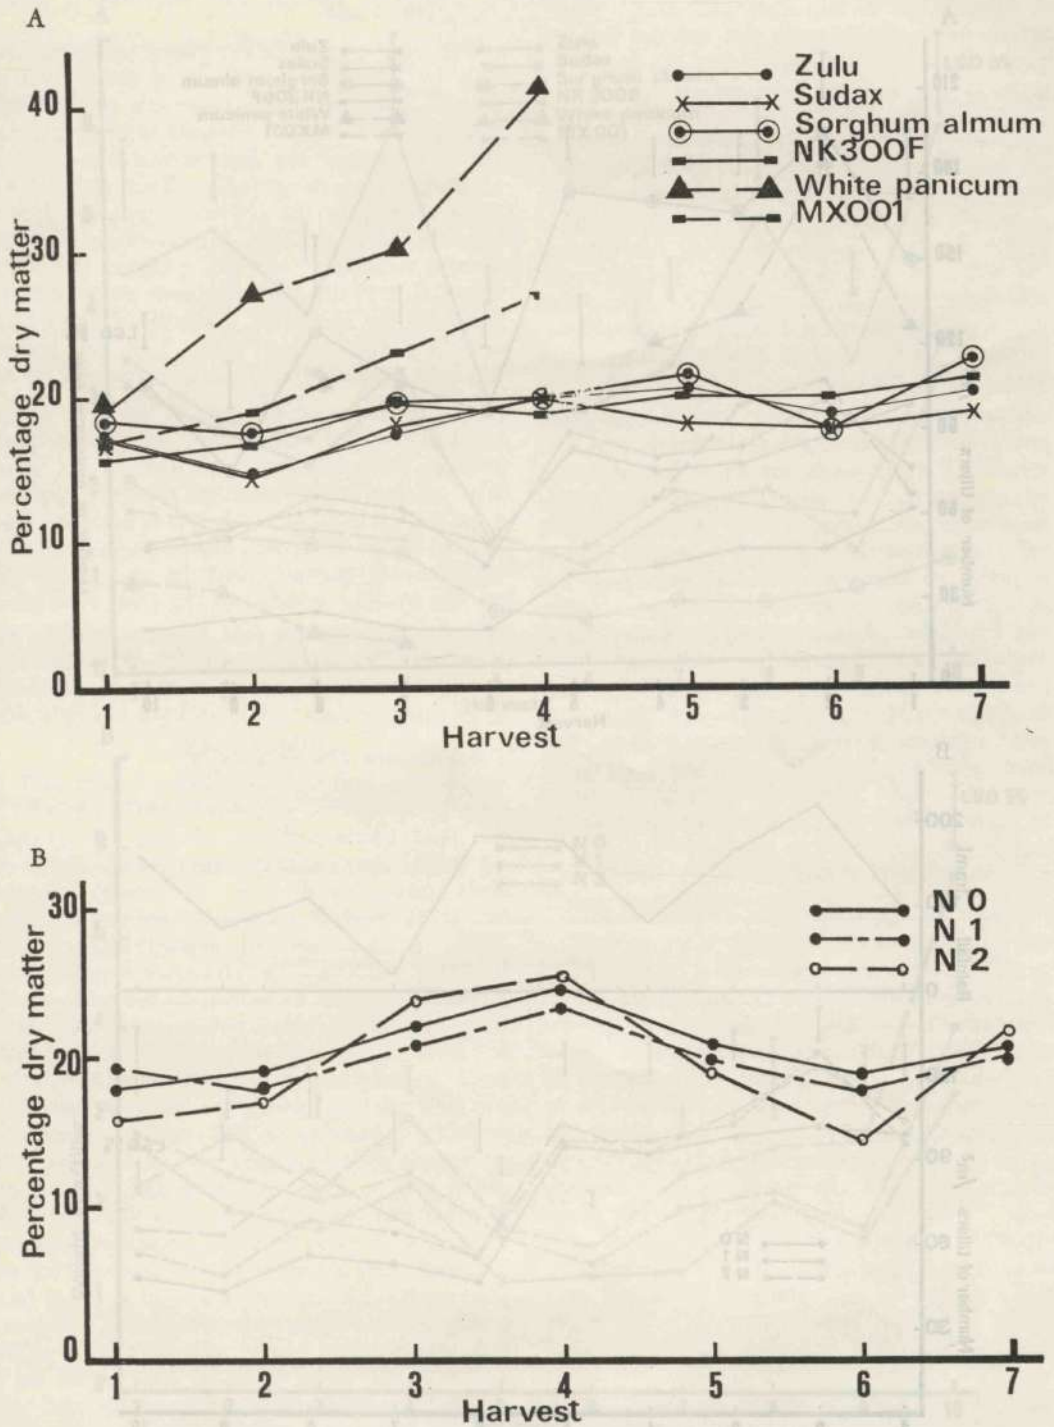 A
40
30
20
10
0
Percentage dry matter
Zulu
Sudax
Sorghum almum
NK300F
White panicum
MX001
1 2 3 4 5 6 7
Harvest
B
30
20
10
0
Percentage dry matter
N 0
N 1
N 2
1 2 3 4 5 6 7
Harvest